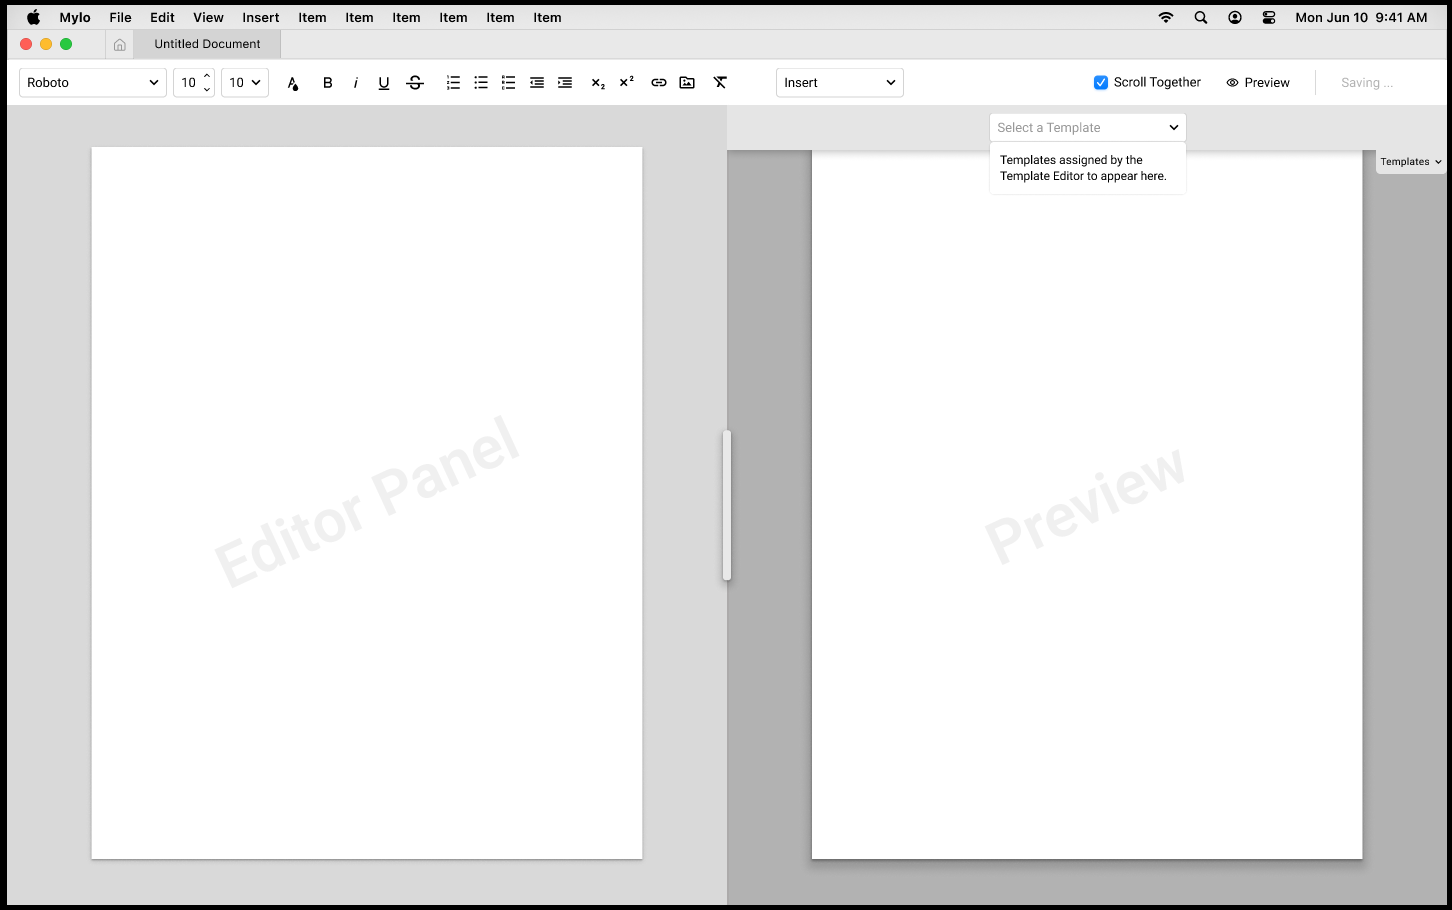 Mylo File Edit View Insert Item Item Item Item Item Item Mon Jun 10 9:41 AM
Untitled Document
Roboto 10 10 B i U S X2 X2 Insert Scroll Together Preview Saving ...
Select a Template
Templates assigned by the
Template Editor to appear here.
Templates
Editor Panel
Preview